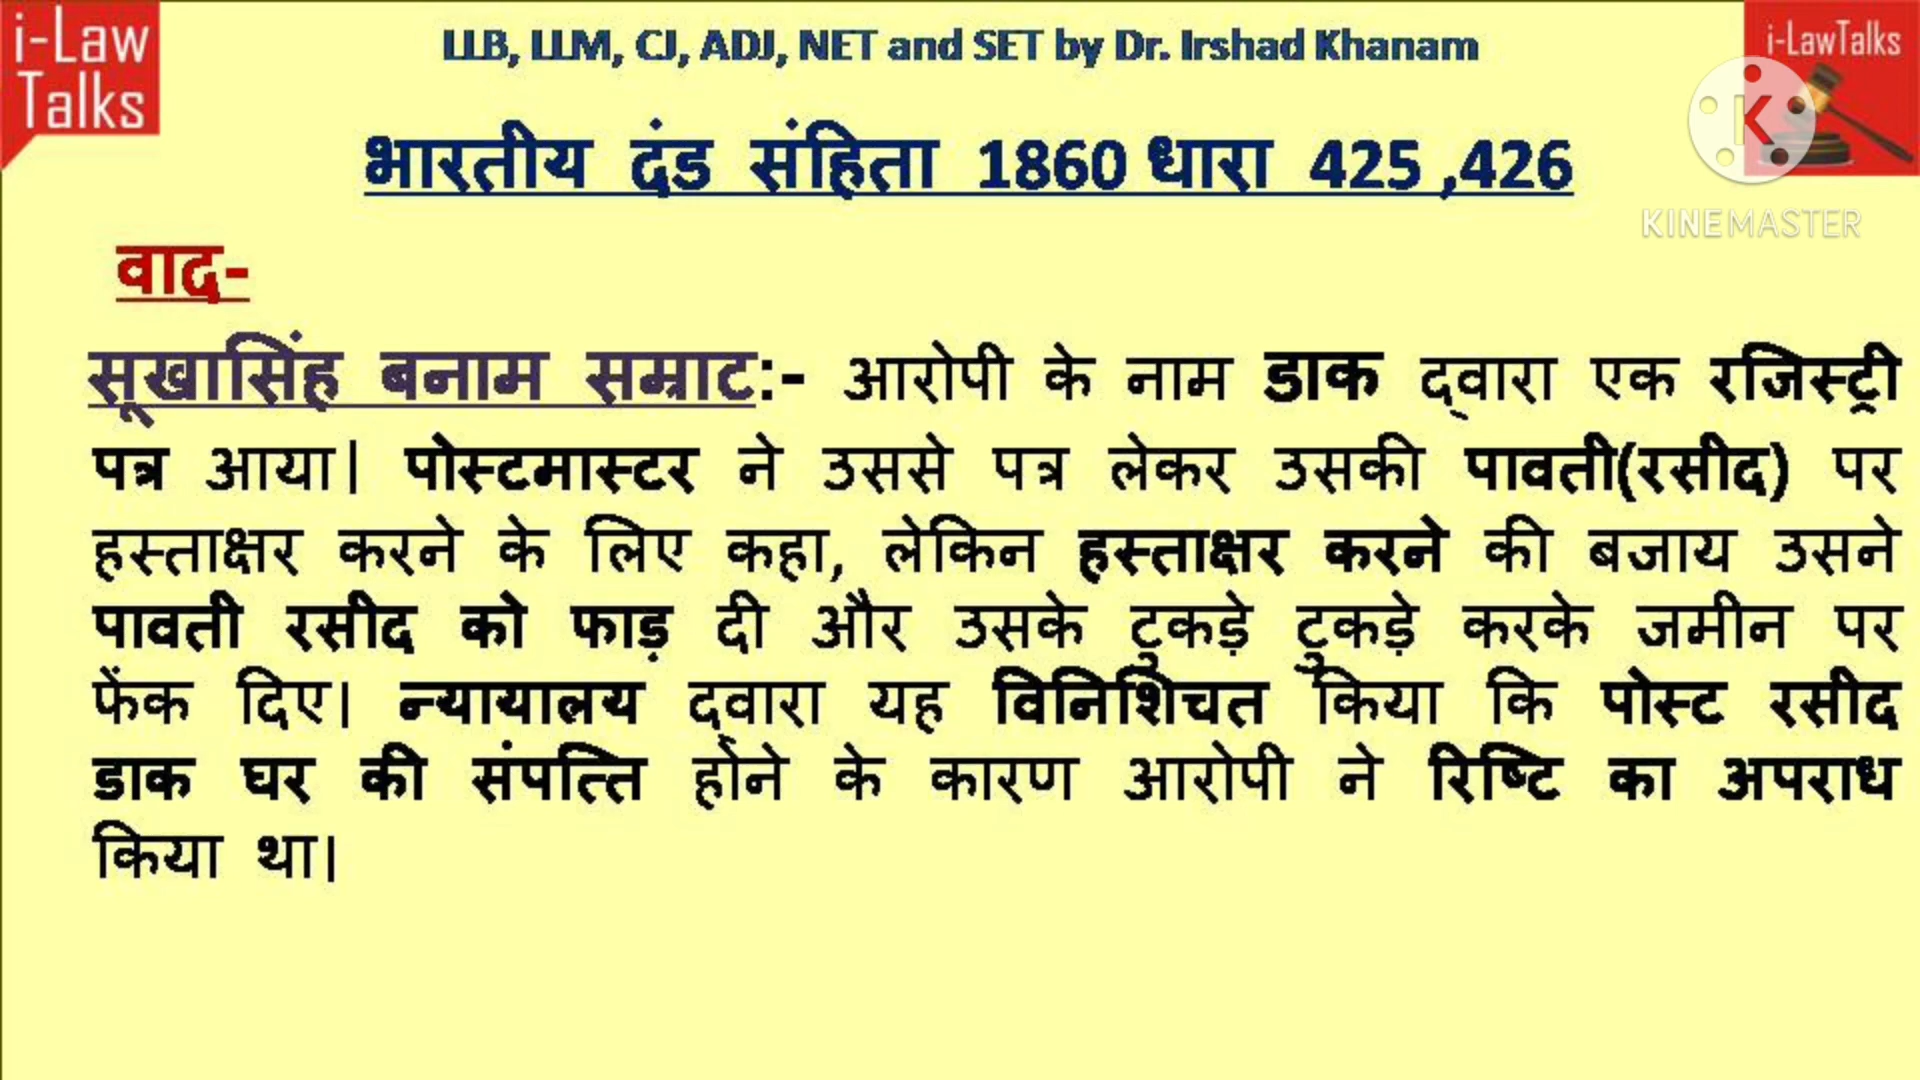 i-Law
Talks
LLB, LLM, CJ, ADJ, NET and SET by Dr. Irshad Khanam
i-LawTalks
K
KINEMASTER
भारतीय दंड संहिता 1860 धारा 425 ,426
वाद-
सूखासिंह बनाम सम्राट:- आरोपी के नाम डाक द्वारा एक रजिस्ट्री
पत्र आया| पोस्टमास्टर ने उससे पत्र लेकर उसकी पावती(रसीद) पर
हस्ताक्षर करने के लिए कहा, लेकिन हस्ताक्षर करने की बजाय उसने
पावती रसीद को फाड़ दी और उसके टुकड़े टुकड़े करके जमीन पर
फेंक दिए। न्यायालय द्वारा यह विनिश्चित किया कि पोस्ट रसीद
डाक घर की संपत्ति होने के कारण आरोपी ने रिष्टि का अपराध
किया था।